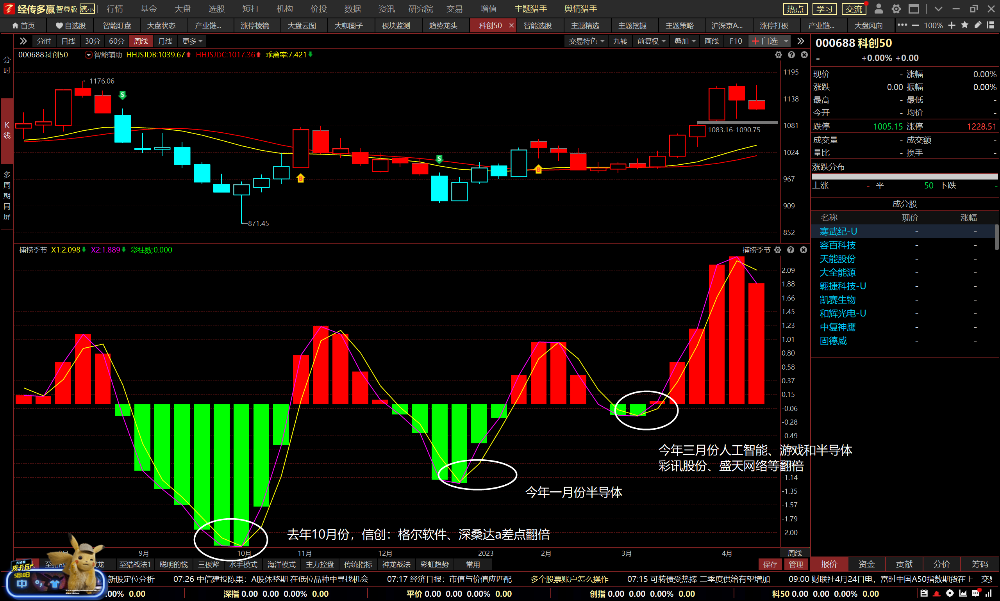 经传多赢 智尊版 演示 行情 基金 大盘 选股 短打 机构 价投 数据 资讯 研究院 交易 增值 主题猎手 舆情猎手 热点 学习 交流
首页 自选股 智能盯盘 大盘状态 产业链... 涨停棱镜 大盘云图 大咖圈子 板块监测 趋势龙头 科创50 智能选股 主题精选 主题挖掘 主题策略 沪深京A... 涨停打板 产业链... 大盘风向 100%
分时 日线 30分 60分 周线 月线 更多 交易特色 九转 前复权 叠加 画线 F10 +自选
分时
K线
多周期同屏
000688 科创50 智能辅助 HHJSJDB:1039.67 HHJSJDC:1017.36 乖离率:7.421
1176.06
S
B
871.45
S
B
1083.16-1090.75
1195
1138
1081
1024
967
909
852
捕捞季节 X1:2.098 X2:1.889 彩柱数:0.000 捕捞季节
2.09
1.88
1.66
1.45
1.23
1.01
0.80
0.58
0.37
0.15
-0.06
-0.28
-0.49
-1.14
-1.35
-1.57
-1.79
-2.00
今年三月份人工智能、游戏和半导体
彩讯股份、盛天网络等翻倍
今年一月份半导体
去年10月份，信创：格尔软件、深桑达a差点翻倍
9月 10月 11月 12月 2023 2月 3月 4月 周线
至猎战法1 聪明的钱 三板斧 水手模式 海洋模式 主力控盘 传统指标 神龙战法 彩虹趋势 常用 保存 管理
000688 科创50
- +0.00% +0.00
现价 - 涨幅 0.00%
涨跌 0.00 振幅 0.00%
最高 - 最低 -
今开 - 均价 -
跌停 1005.15 涨停 1228.51
成交量 - 成交额 -
量比 - 换手 -
涨跌分布
上涨 - 平 50 下跌 -
成分股
名称 现价 涨幅
寒武纪-U - -
容百科技 - -
天能股份 - -
大全能源 - -
翱捷科技-U - -
凯赛生物 - -
和辉光电-U - -
中复神鹰 - -
固德威 - -
报价 资金 贡献 分价 筹码
5月10日
中
新股定位分析 07:26 中信建投陈果：A股休整期 在低位品种中寻找机会 07:17 经济日报：市值与价值应匹配 多个股票账户怎么操作 07:15 可转债受热捧 二季度供给有望增加 09:00 财联社4月24日电，富时中国A50指数期货在上一交易
.00% 0.00 深指 0.00 0.00 0.00% 0.00 平价 0.00 0.00 0.00% 0.00 创指 0.00 0.00 0.00% 0.00 科50 0.00 0.00 0.00% 0.00